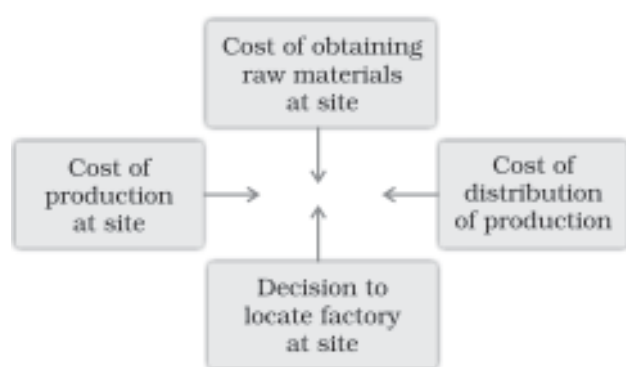 Cost of obtaining
raw materials
at site
Cost of
production
at site
Cost of
distribution
of production
Decision to
locate factory
at site